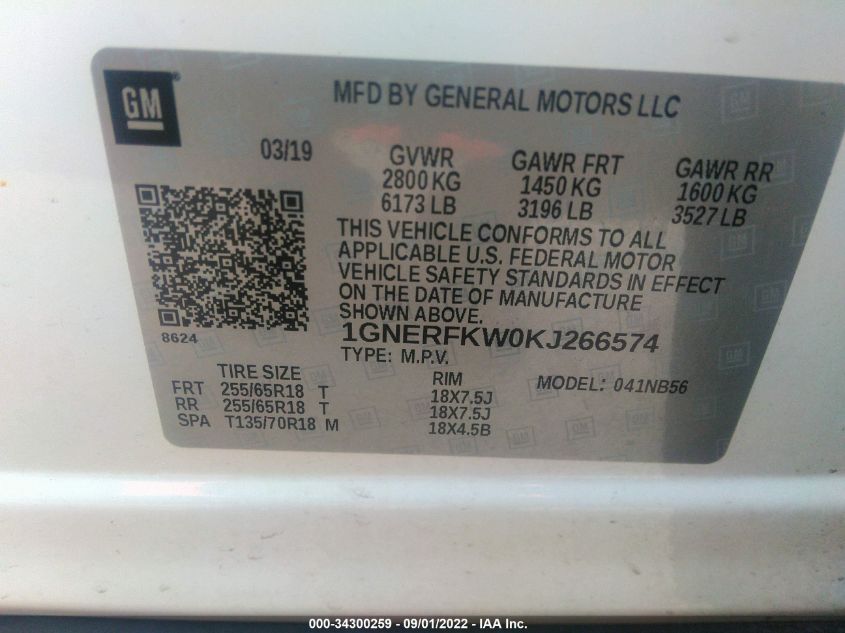 GM
MFD BY GENERAL MOTORS LLC
03/19
GVWR GAWR FRT GAWR RR
2800 KG 1450 KG 1600 KG
6173 LB 3196 LB 3527 LB
THIS VEHICLE CONFORMS TO ALL
APPLICABLE U.S. FEDERAL MOTOR
VEHICLE SAFETY STANDARDS IN EFFECT
ON THE DATE OF MANUFACTURE
SHOWN ABOVE.
8624
1GNERFKW0KJ266574
TYPE: M.P.V.
TIRE SIZE RIM MODEL: 041NB56
FRT 255/65R18 T 18X7.5J
RR 255/65R18 T 18X7.5J
SPA T135/70R18 M 18X4.5B
000-34300259 - 09/01/2022 - IAA Inc.